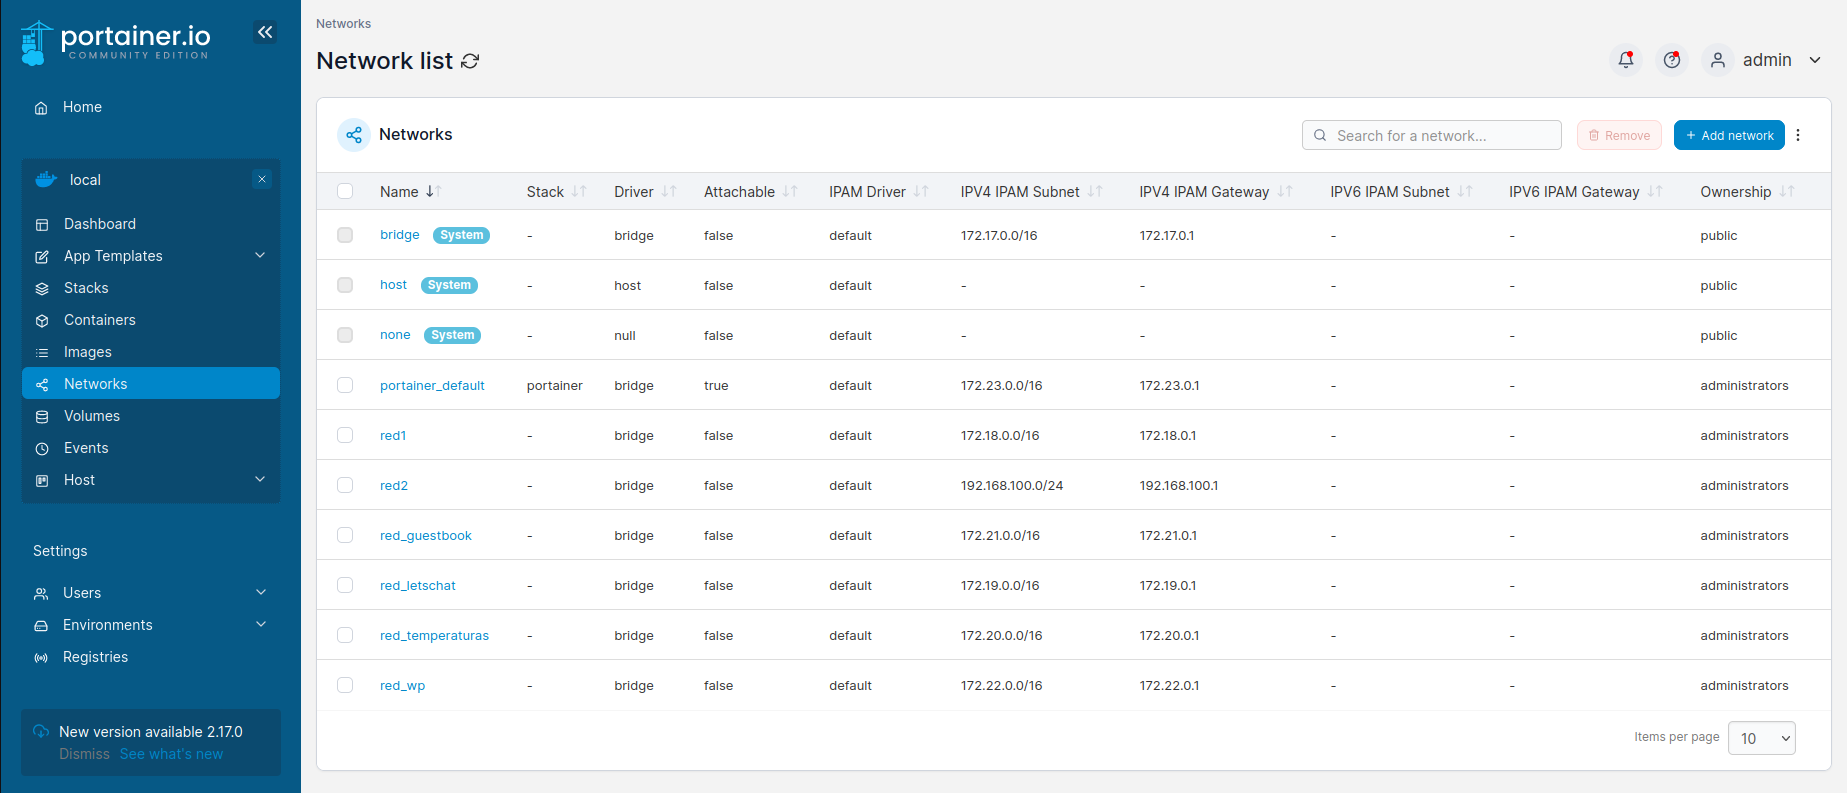 portainer.io
COMMUNITY EDITION
Home
local
Dashboard
App Templates
Stacks
Containers
Images
Networks
Volumes
Events
Host
Settings
Users
Environments
Registries
New version available 2.17.0
Dismiss See what's new
Networks
Network list
admin
Networks
Search for a network...
Remove
Add network
Name Stack Driver Attachable IPAM Driver IPV4 IPAM Subnet IPV4 IPAM Gateway IPV6 IPAM Subnet IPV6 IPAM Gateway Ownership
bridge System - bridge false default 172.17.0.0/16 172.17.0.1 - - public
host System - host false default - - - - public
none System - null false default - - - - public
portainer_default portainer bridge true default 172.23.0.0/16 172.23.0.1 - - administrators
red1 - bridge false default 172.18.0.0/16 172.18.0.1 - - administrators
red2 - bridge false default 192.168.100.0/24 192.168.100.1 - - administrators
red_guestbook - bridge false default 172.21.0.0/16 172.21.0.1 - - administrators
red_letschat - bridge false default 172.19.0.0/16 172.19.0.1 - - administrators
red_temperaturas - bridge false default 172.20.0.0/16 172.20.0.1 - - administrators
red_wp - bridge false default 172.22.0.0/16 172.22.0.1 - - administrators
Items per page 10